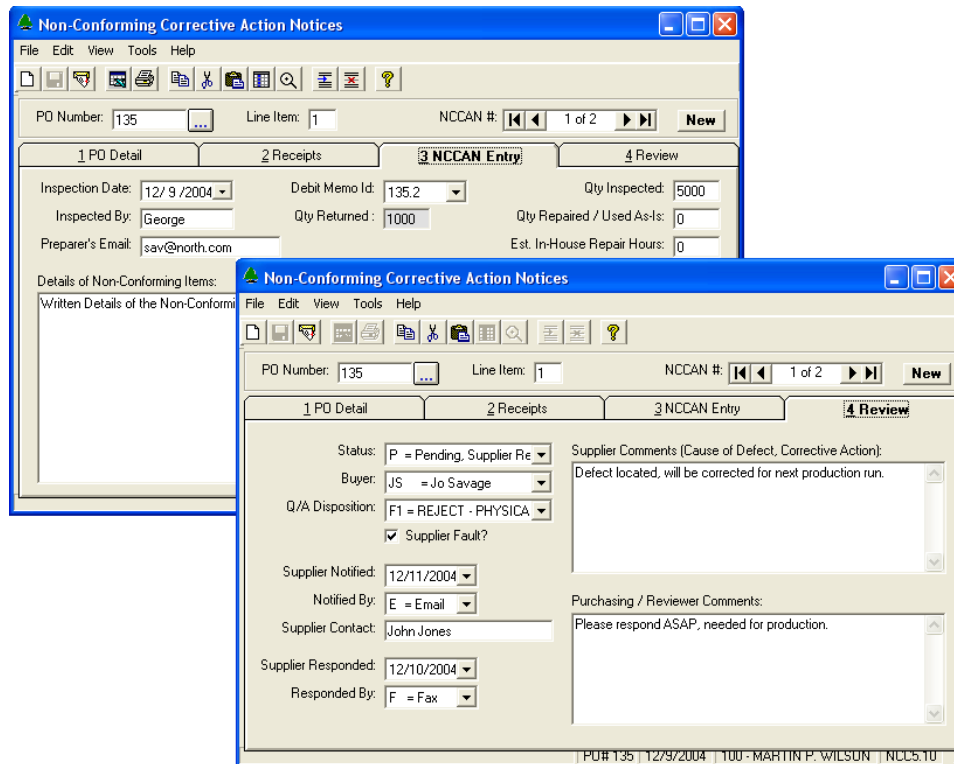 Non-Conforming Corrective Action Notices
File Edit View Tools Help
PO Number: 135 ... Line Item: 1 NCCAN #: 1 of 2 New
1 PO Detail 2 Receipts 3 NCCAN Entry 4 Review
Inspection Date: 12/ 9 /2004 Debit Memo Id: 135.2 Qty Inspected: 5000
Inspected By: George Qty Returned : 1000 Qty Repaired / Used As-Is: 0
Preparer's Email: sav@north.com Est. In-House Repair Hours: 0
Details of Non-Conforming Items:
Written Details of the Non-Conformi
Non-Conforming Corrective Action Notices
File Edit View Tools Help
PO Number: 135 ... Line Item: 1 NCCAN #: 1 of 2 New
1 PO Detail 2 Receipts 3 NCCAN Entry 4 Review
Status: P = Pending, Supplier Re
Buyer: JS = Jo Savage
Q/A Disposition: F1 = REJECT - PHYSICA
Supplier Fault?
Supplier Notified: 12/11/2004
Notified By: E = Email
Supplier Contact: John Jones
Supplier Responded: 12/10/2004
Responded By: F = Fax
Supplier Comments (Cause of Defect, Corrective Action):
Defect located, will be corrected for next production run.
Purchasing / Reviewer Comments:
Please respond ASAP, needed for production.
PO# 135 12/9/2004 100 - MARTIN P. WILSON NCC5.10